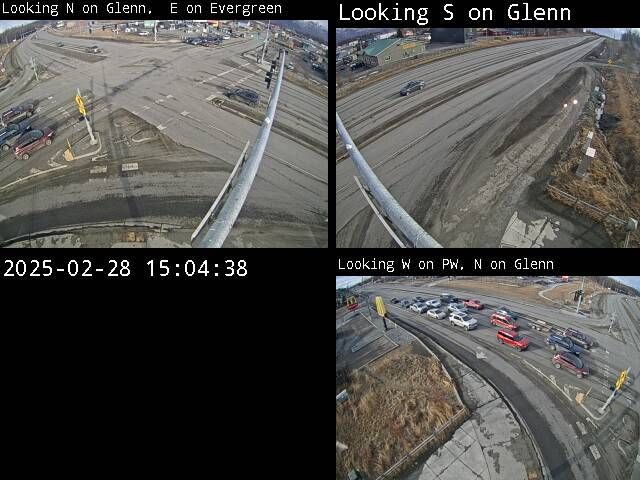 Looking N on Glenn,  E on Evergreen
Looking S on Glenn
2025-02-28 15:04:38
Looking W on PW, N on Glenn